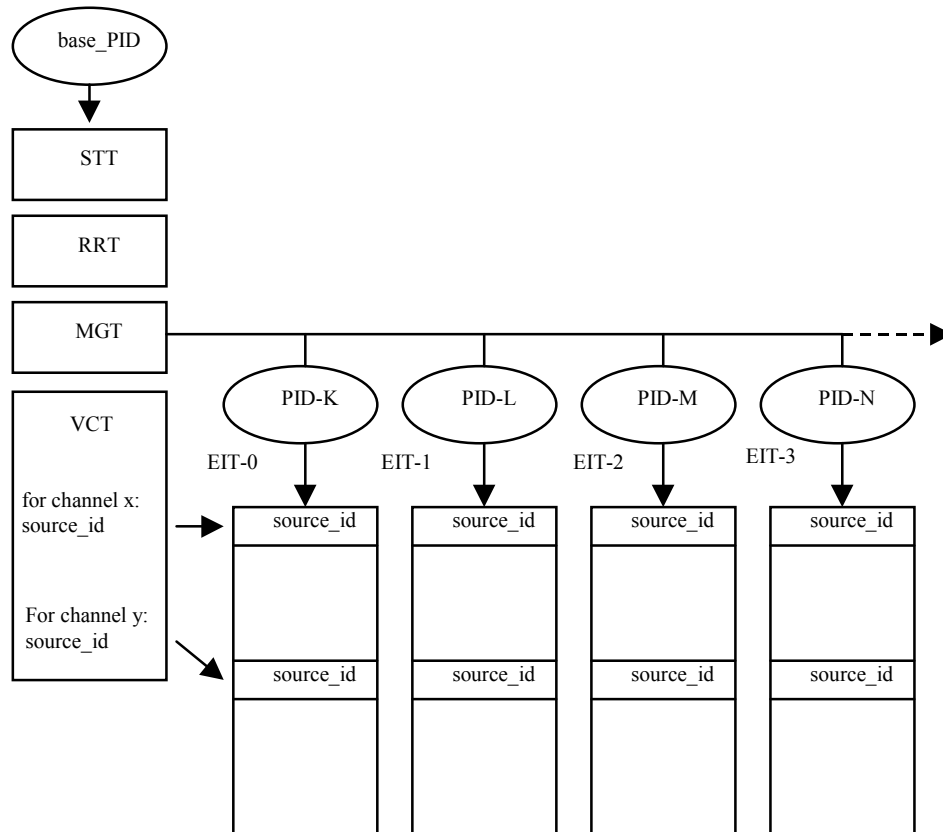 base_PID
STT
RRT
MGT
PID-K
PID-L
PID-M
PID-N
VCT
EIT-0
EIT-1
EIT-2
EIT-3
for channel x:
source_id
source_id
source_id
source_id
source_id
For channel y:
source_id
source_id
source_id
source_id
source_id